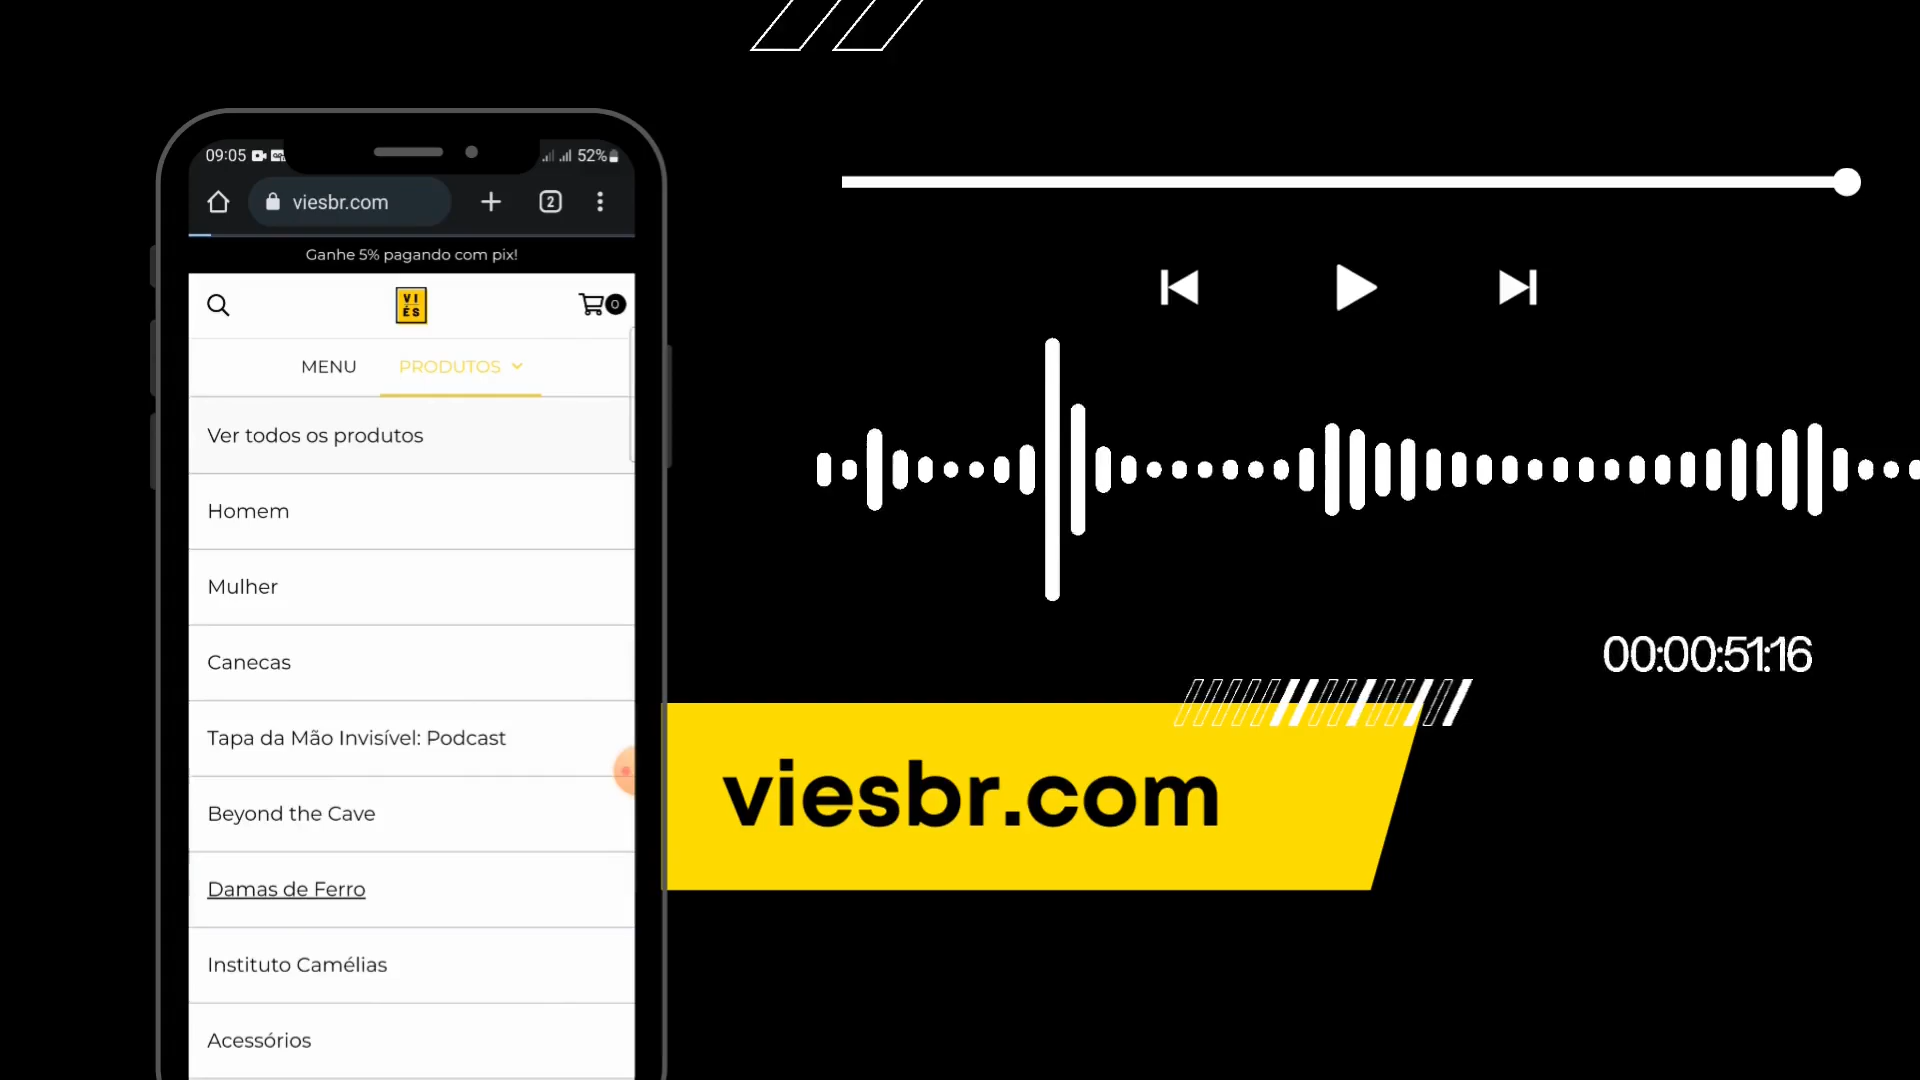 09:05
52%
viesbr.com
2
Ganhe 5% pagando com pix!
VI
ÉS
0
MENU
PRODUTOS
Ver todos os produtos
Homem
Mulher
Canecas
Tapa da Mão Invisível: Podcast
Beyond the Cave
Damas de Ferro
Instituto Camélias
Acessórios
00:00:51:16
viesbr.com